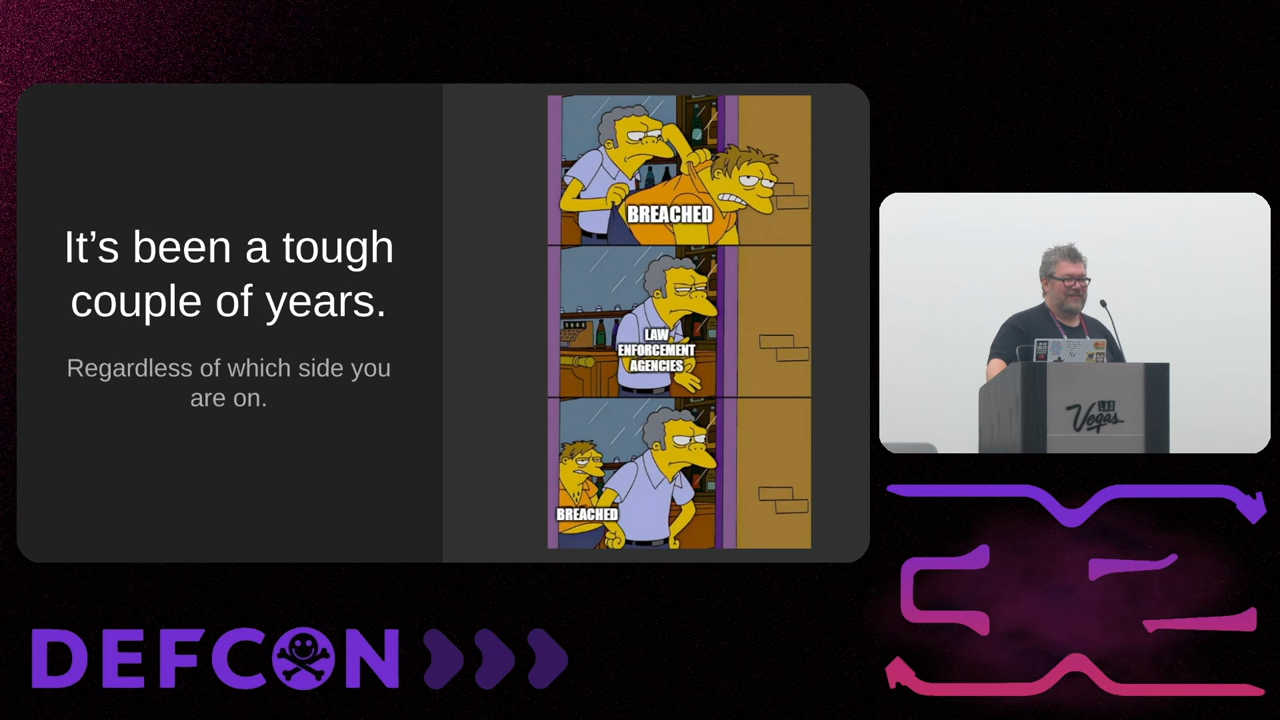 It’s been a tough
couple of years.
Regardless of which side you
are on.
BREACHED
LAW
ENFORCEMENT
AGENCIES
BREACHED
LAS
Vegas
DEFCON